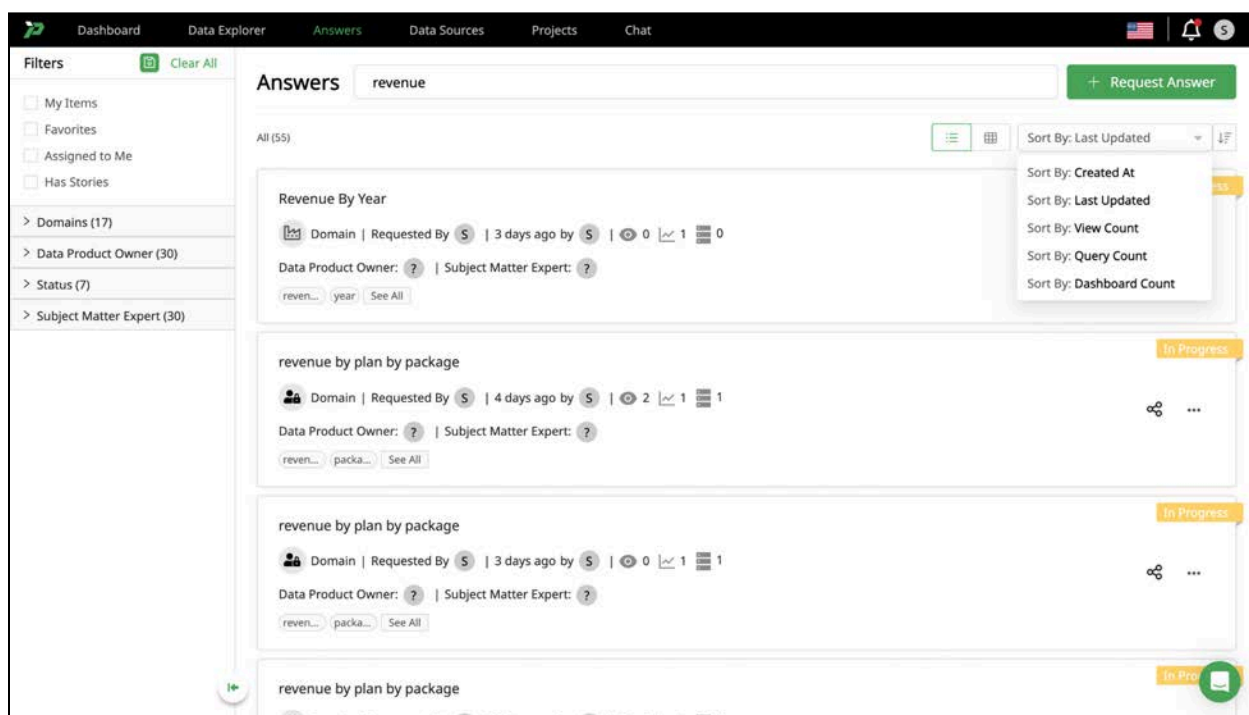 Dashboard Data Explorer Answers Data Sources Projects Chat S
Filters Clear All
My Items
Favorites
Assigned to Me
Has Stories
> Domains (17)
> Data Product Owner (30)
> Status (7)
> Subject Matter Expert (30)
Answers revenue + Request Answer
All (55) Sort By: Last Updated
Sort By: Created At
Sort By: Last Updated
Sort By: View Count
Sort By: Query Count
Sort By: Dashboard Count
Revenue By Year
Domain | Requested By S | 3 days ago by S | 0 1 0
Data Product Owner: ? | Subject Matter Expert: ?
reven... year See All
In Progress
revenue by plan by package
Domain | Requested By S | 4 days ago by S | 2 1 1
Data Product Owner: ? | Subject Matter Expert: ?
reven... packa... See All
In Progress
revenue by plan by package
Domain | Requested By S | 3 days ago by S | 0 1 1
Data Product Owner: ? | Subject Matter Expert: ?
reven... packa... See All
revenue by plan by package